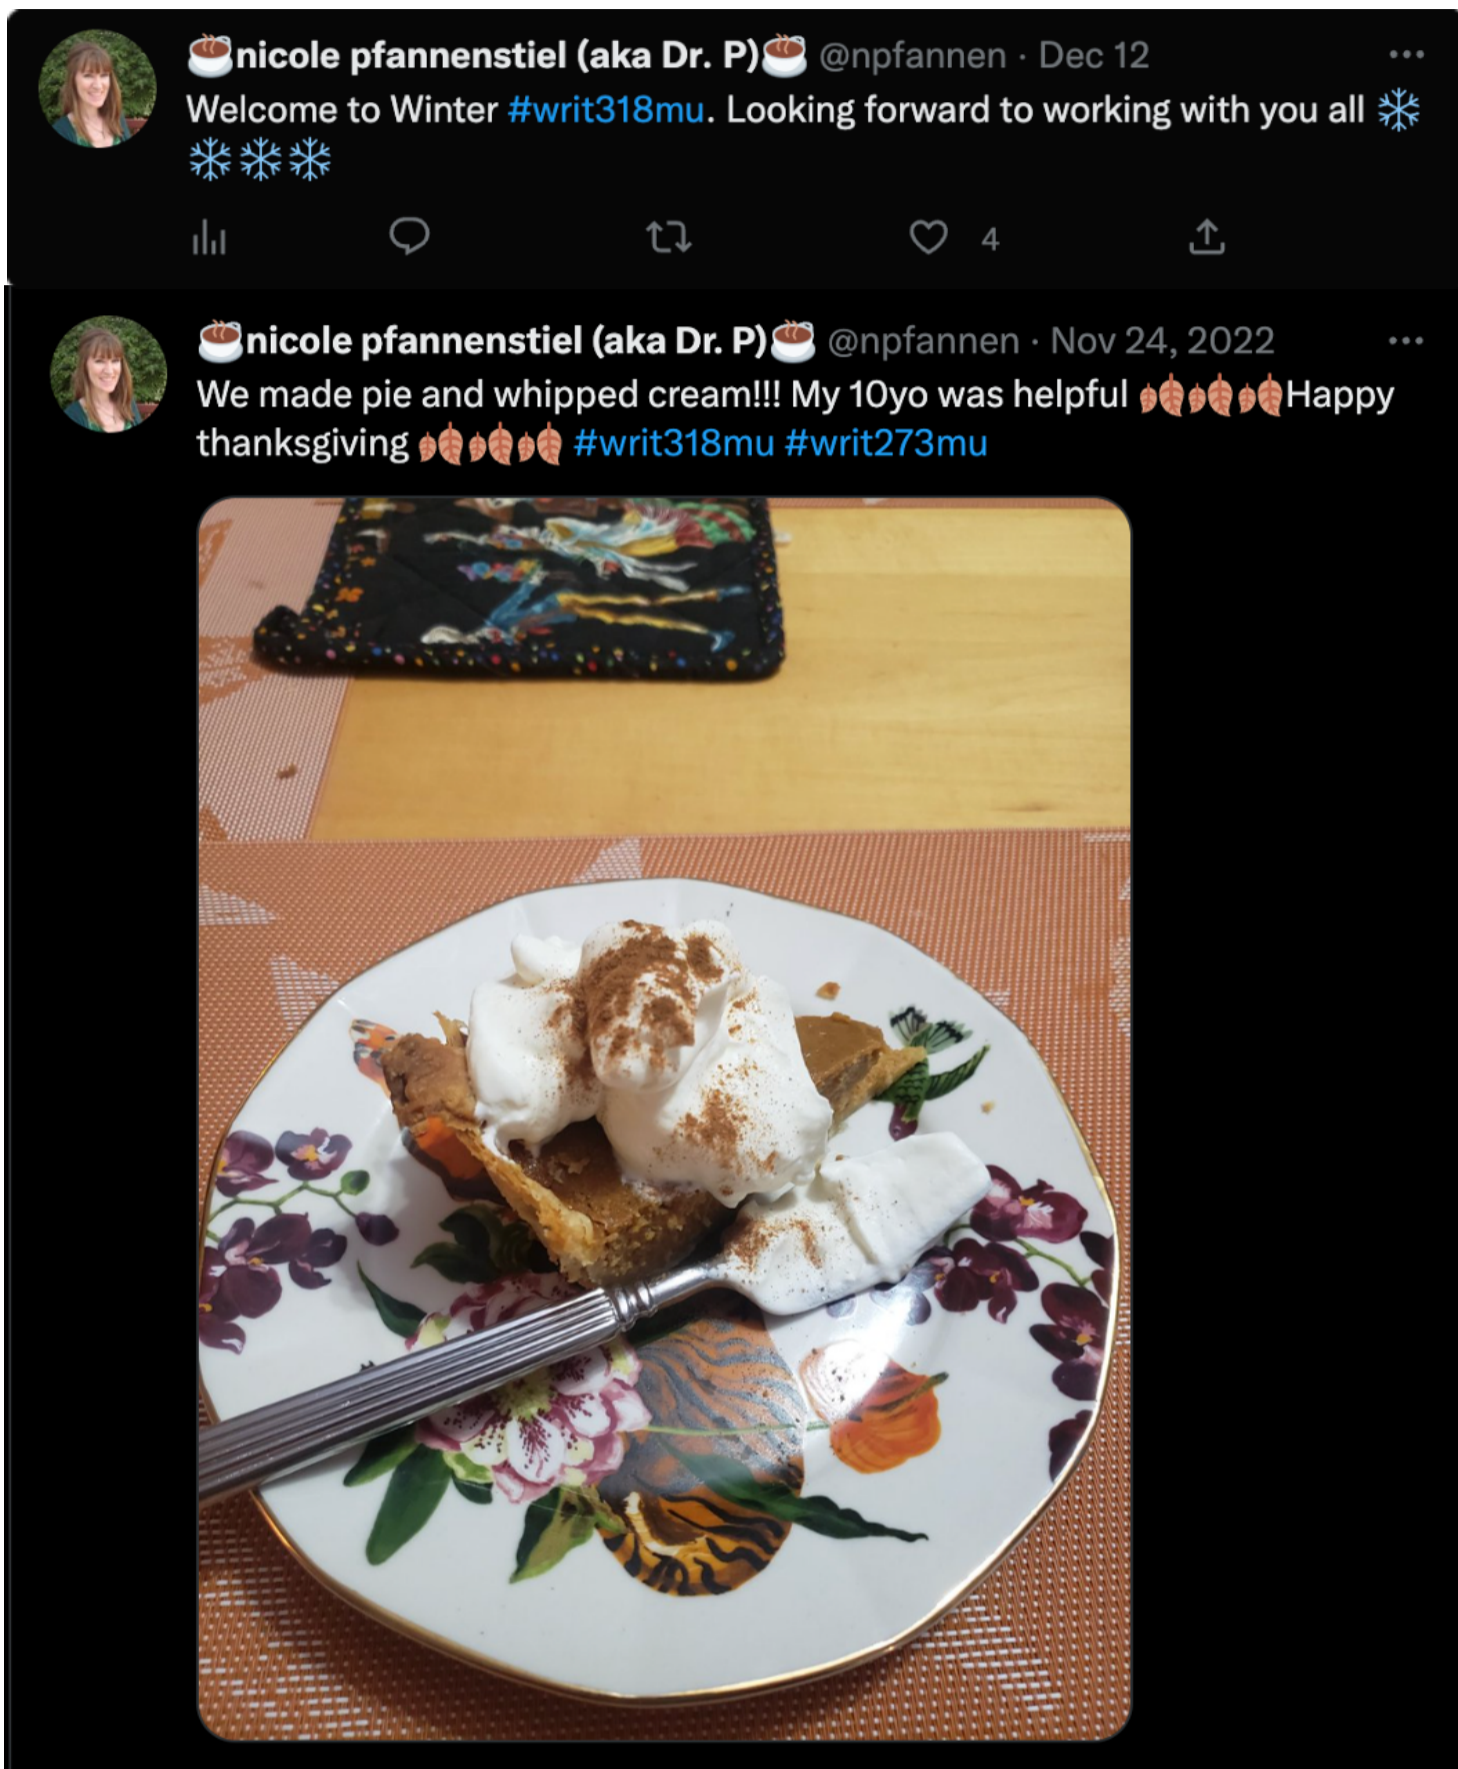 ☕nicole pfannenstiel (aka Dr. P)☕ @npfannen · Dec 12
Welcome to Winter #writ318mu. Looking forward to working with you all ❄️
❄️❄️❄️
4
☕nicole pfannenstiel (aka Dr. P)☕ @npfannen · Nov 24, 2022
We made pie and whipped cream!!! My 10yo was helpful 🍂🍂🍂Happy
thanksgiving 🍂🍂🍂 #writ318mu #writ273mu